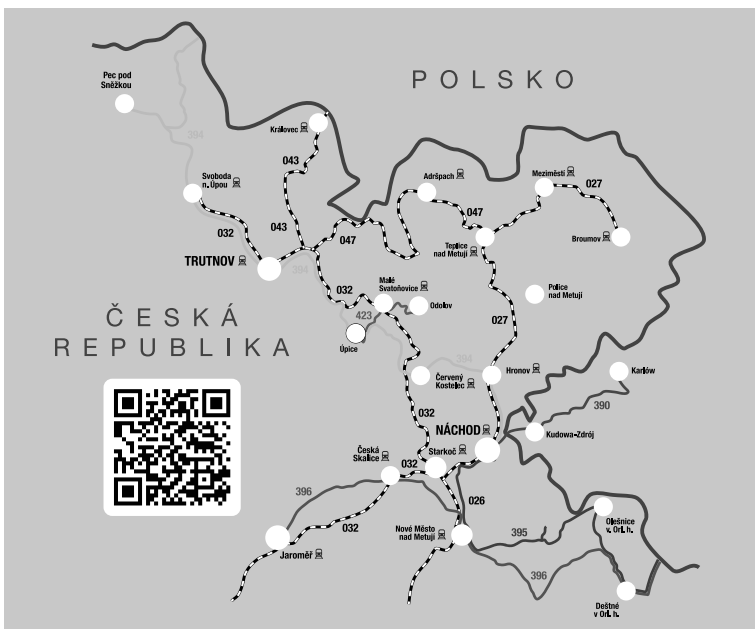 POLSKO
Pec pod
Sněžkou
Královec
394
043
Svoboda
n. Úpou
Adršpach
Meziměstí
027
032
043
047
047
TRUTNOV
394
Teplice
nad Metují
Broumov
032
Malé
Svatoňovice
Odolov
Police
nad Metují
ČESKÁ
REPUBLIKA
423
Úpice
027
394
Červený
Kostelec
Hronov
Karlów
390
032
NÁCHOD
Kudowa-Zdrój
Starkoč
Česká
Skalice
032
396
026
032
Nové Město
nad Metují
395
Olešnice
v. Orl. h.
Jaroměř
396
Deštné
v Orl. h.